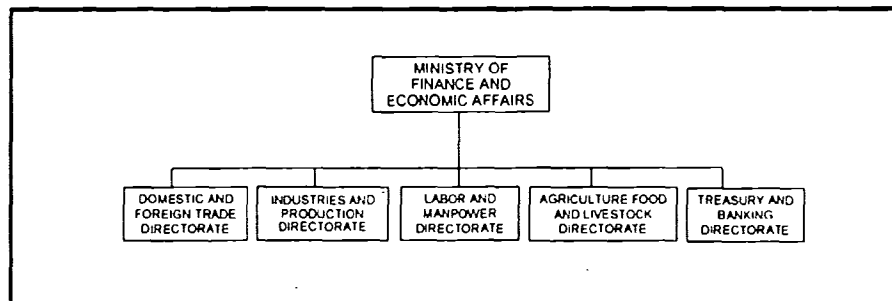 MINISTRY OF
FINANCE AND
ECONOMIC AFFAIRS
DOMESTIC AND
FOREIGN TRADE
DIRECTORATE
INDUSTRIES AND
PRODUCTION
DIRECTORATE
LABOR AND
MANPOWER
DIRECTORATE
AGRICULTURE FOOD
AND LIVESTOCK
DIRECTORATE
TREASURY AND
BANKING
DIRECTORATE